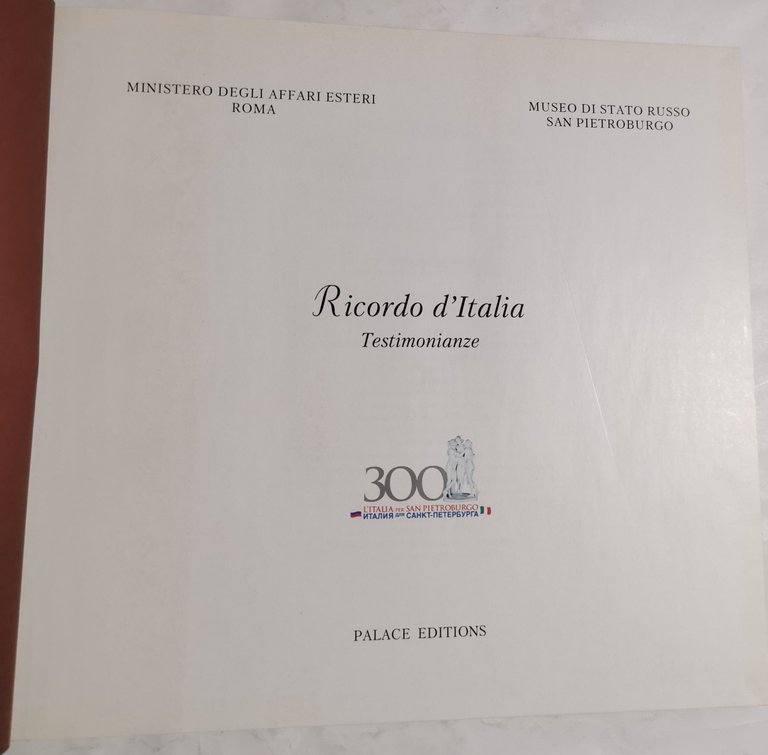 MINISTERO DEGLI AFFARI ESTERI
ROMA
MUSEO DI STATO RUSSO
SAN PIETROBURGO
Ricordo d'Italia
Testimonianze
300
L'ITALIA PER SAN PIETROBURGO
ИТАЛИЯ ДЛЯ САНКТ-ПЕТЕРБУРГА
PALACE EDITIONS